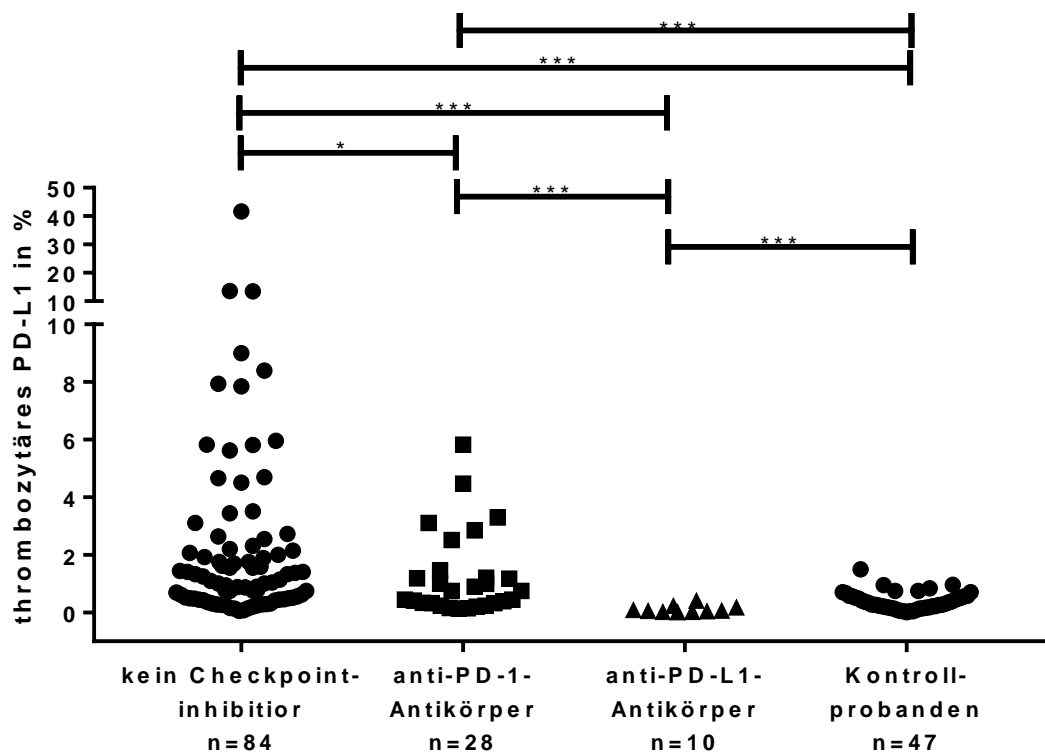 ***
***
***
*
***
***
thrombozytäres PD-L1 in %
50
40
30
20
10
10
8
6
4
2
0
kein Checkpoint-
inhibitior
n=84
anti-PD-1-
Antikörper
n=28
anti-PD-L1-
Antikörper
n=10
Kontroll-
probanden
n=47